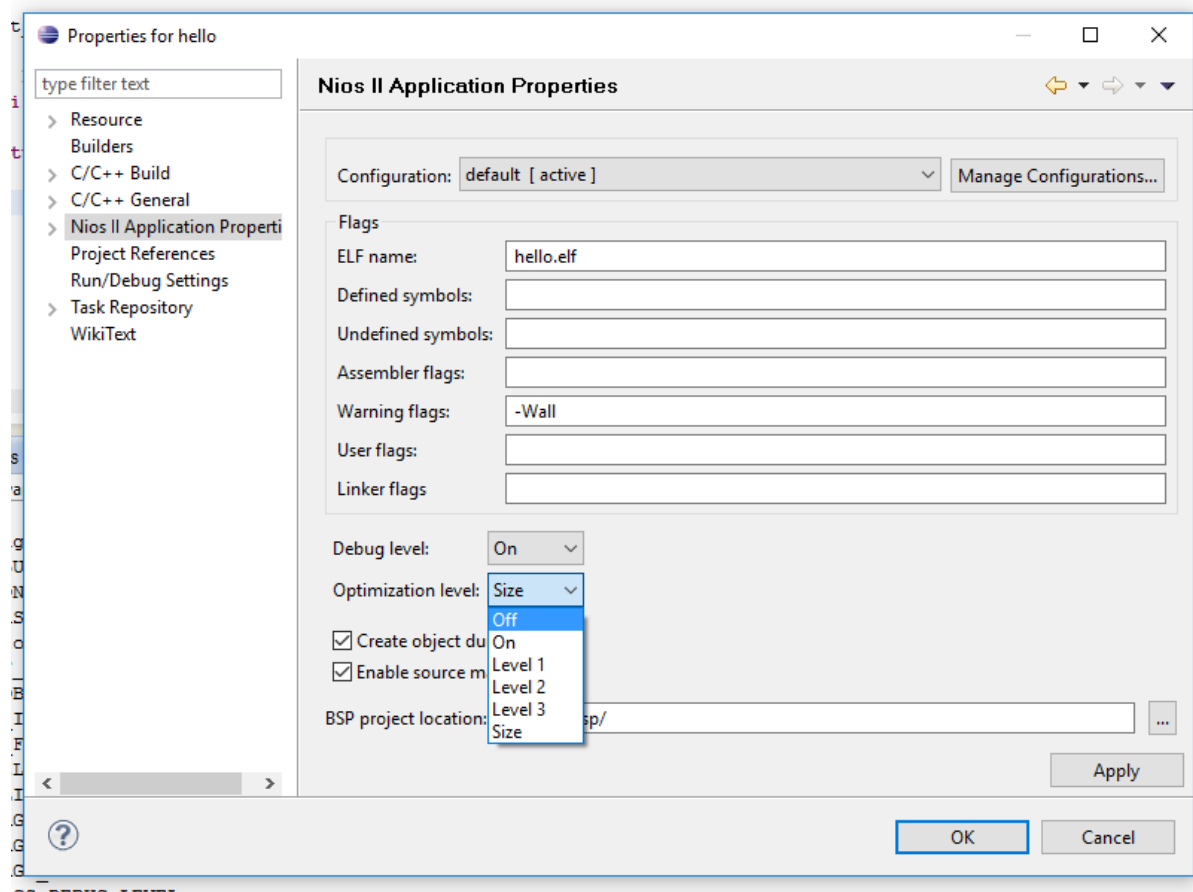 Properties for hello
type filter text
Nios II Application Properties
Resource
Builders
C/C++ Build
C/C++ General
Nios II Application Properti
Project References
Run/Debug Settings
Task Repository
WikiText
Configuration: default [ active ] Manage Configurations...
Flags
ELF name: hello.elf
Defined symbols:
Undefined symbols:
Assembler flags:
Warning flags: -Wall
User flags:
Linker flags
Debug level: On
Optimization level: Size
Off
On
Level 1
Level 2
Level 3
Size
Create object du
Enable source m
BSP project location: sp/ ...
Apply
OK Cancel